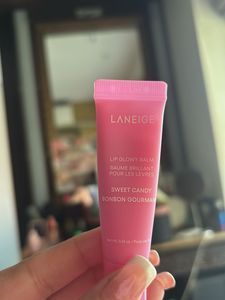 LANEIGE
LIP GLOWY BALM
BAUME BRILLANT
POUR LES LÈVRES
SWEET CANDY
BONBON GOURMAND